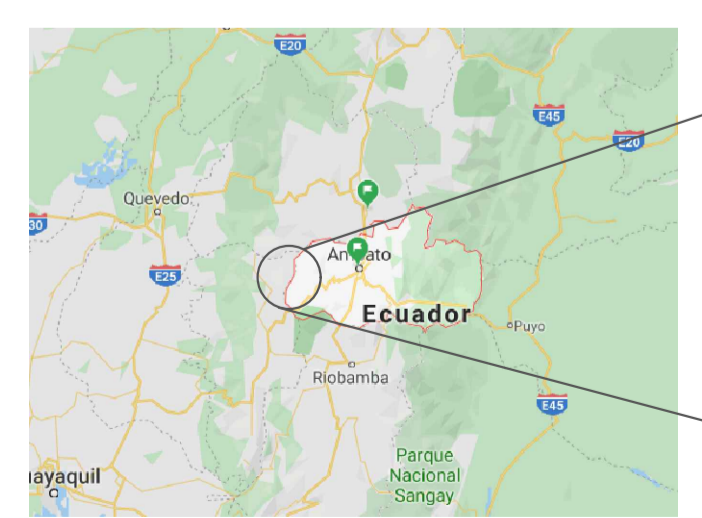 E20
E45
E20
Quevedo
30
Ambato
E25
Ecuador
Puyo
Riobamba
E45
Parque
Nacional
Sangay
ayaquil